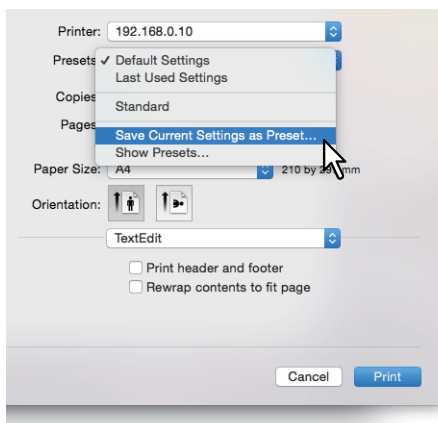 Printer: 192.168.0.10
Presets ✓ Default Settings
Last Used Settings
Copies
Standard
Pages
Save Current Settings as Preset...
Show Presets...
Paper Size: A4 210 by mm
Orientation:
TextEdit
Print header and footer
Rewrap contents to fit page
Cancel Print